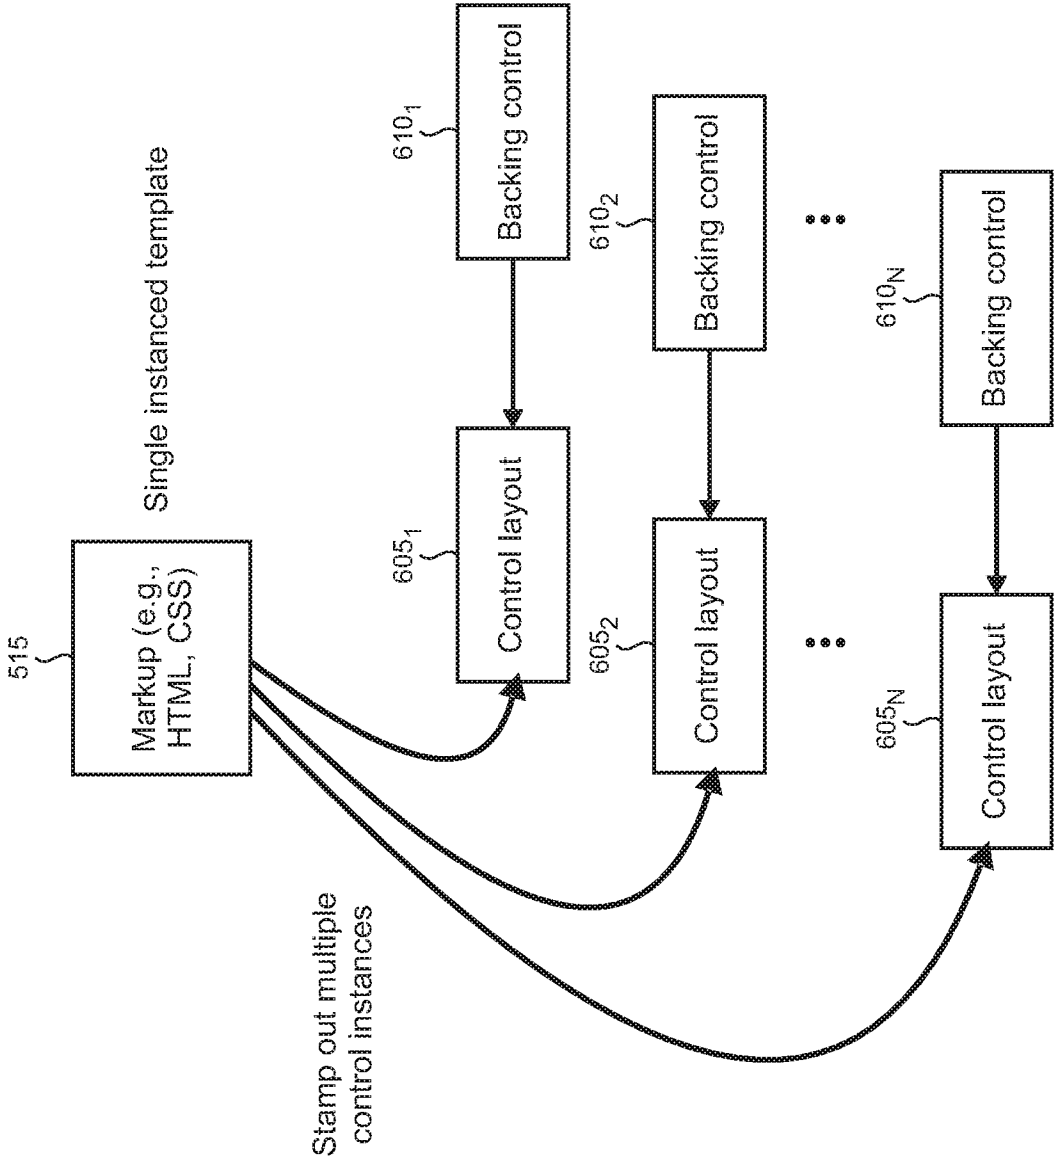 515
Markup (e.g.,
HTML, CSS)
Single instanced template
Stamp out multiple
control instances
605₁
Control layout
610₁
Backing control
605₂
Control layout
610₂
Backing control
•••
•••
605N
Control layout
610N
Backing control